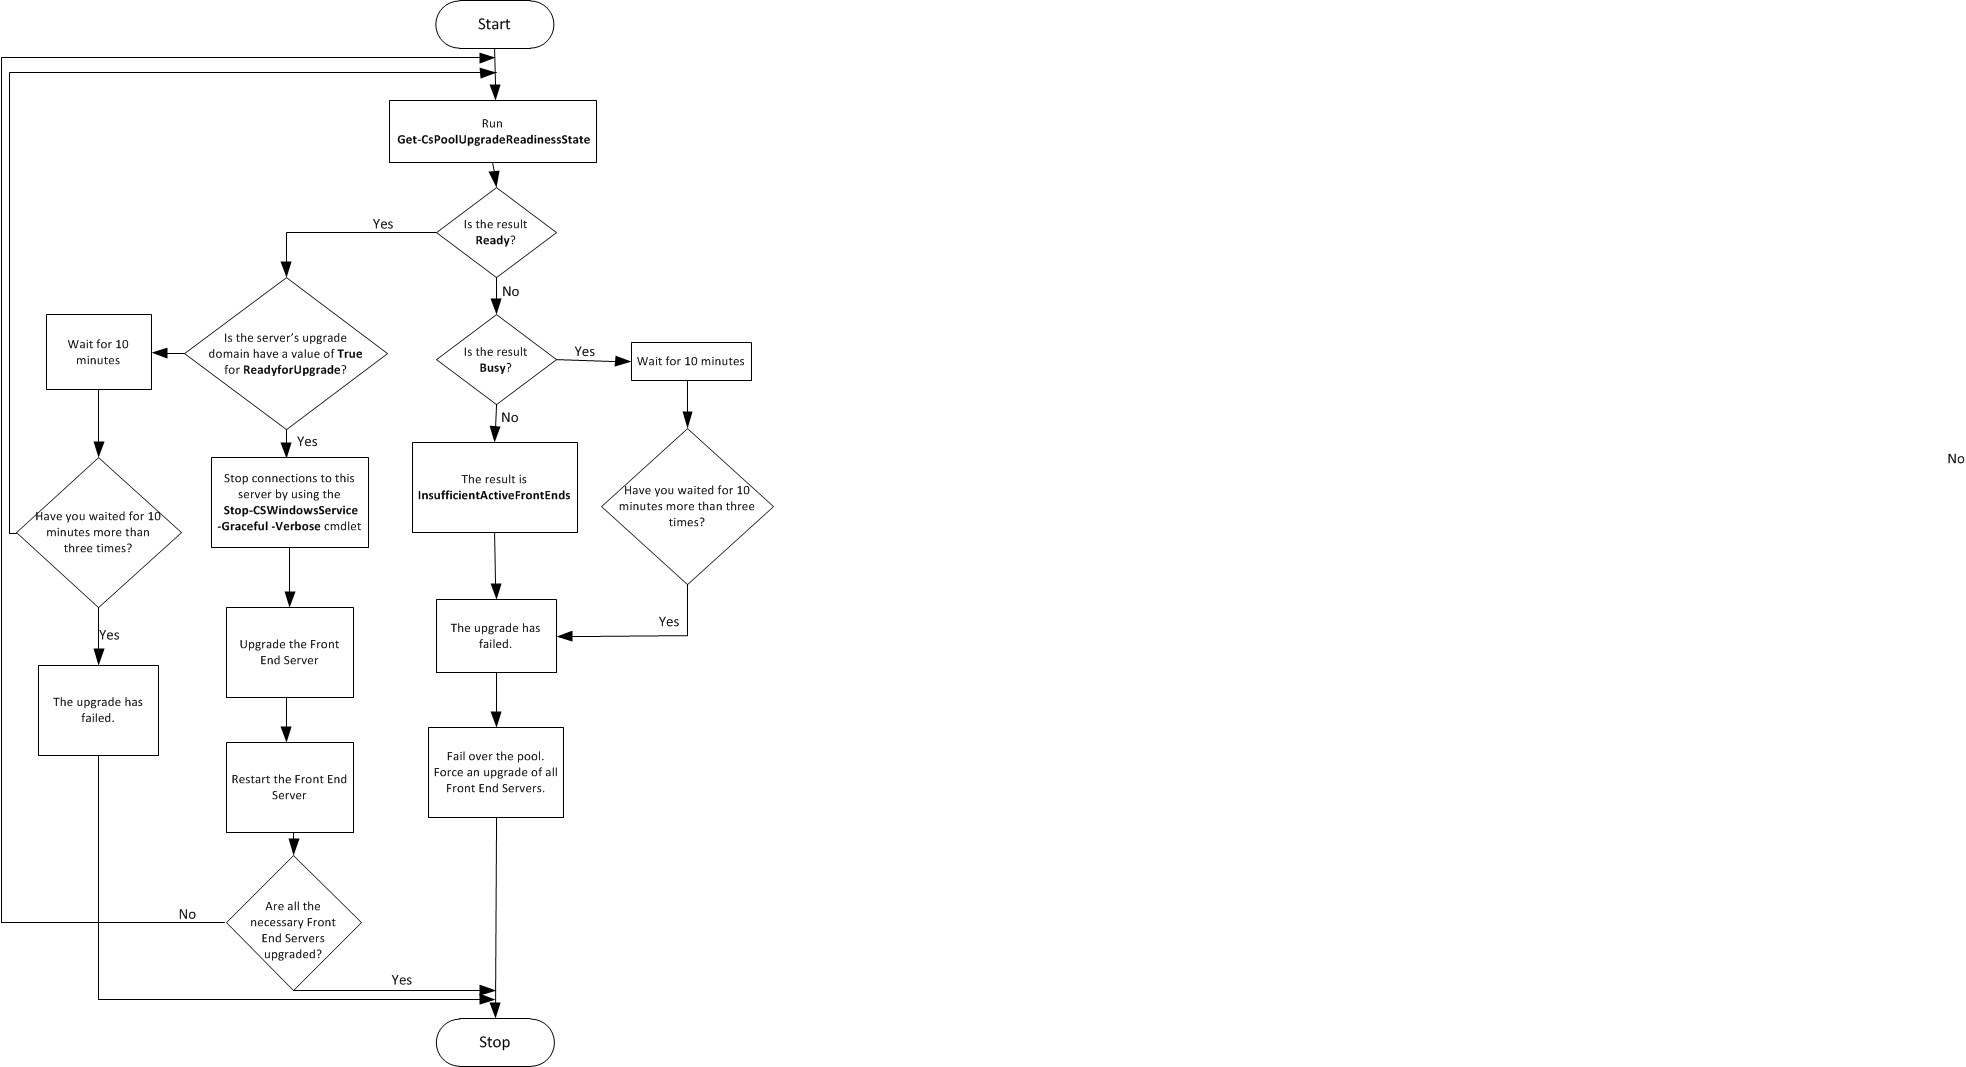 Start
Run
Get-CsPoolUpgradeReadinessState
Is the result
Ready?
Yes
No
Is the server's upgrade
domain have a value of True
for ReadyforUpgrade?
Wait for 10
minutes
Is the result
Busy?
Yes
Wait for 10 minutes
No
Yes
Have you waited for 10
minutes more than
three times?
Stop connections to this
server by using the
Stop-CSWindowsService
-Graceful -Verbose cmdlet
The result is
InsufficientActiveFrontEnds
Have you waited for 10
minutes more than three
times?
No
Yes
Upgrade the Front
End Server
The upgrade has
failed.
Yes
The upgrade has
failed.
Restart the Front End
Server
Fail over the pool.
Force an upgrade of all
Front End Servers.
No
Are all the
necessary Front
End Servers
upgraded?
Yes
Stop